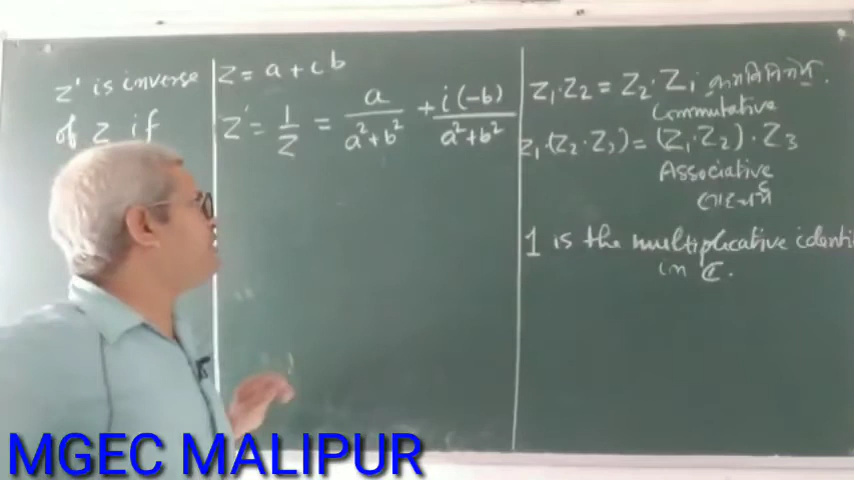 z' is inverse
of z if
z = a + ib
z' = 1/z = a/(a²+b²) + i(-b)/(a²+b²)
z₁·z₂ = z₂·z₁
Commutative
z₁·(z₂·z₃) = (z₁·z₂)·z₃
Associative
1 is the multiplicative identi
in ℂ.
MGEC MALIPUR